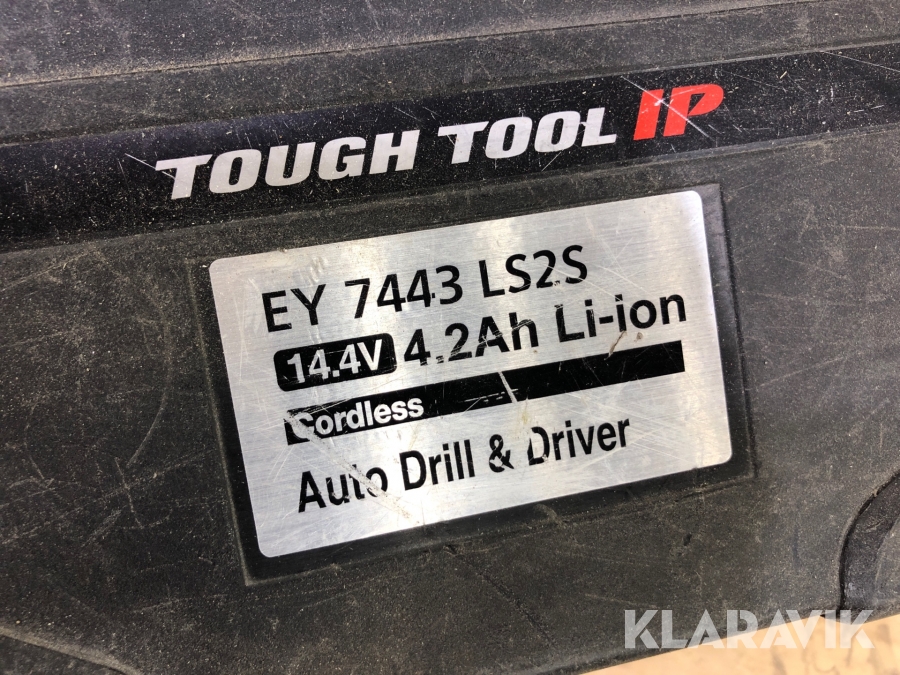 TOUGH TOOL IP
EY 7443 LS2S
14.4V 4.2Ah Li-ion
Cordless
Auto Drill & Driver
KLARAVIK